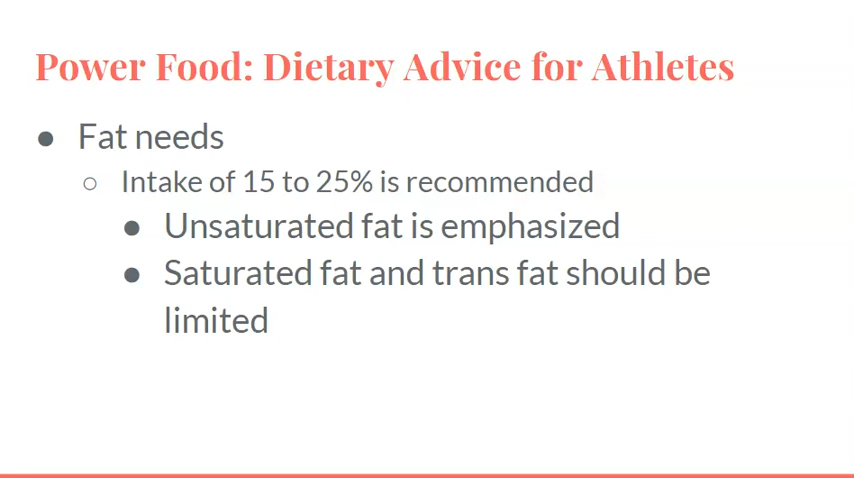 Power Food: Dietary Advice for Athletes
● Fat needs
○ Intake of 15 to 25% is recommended
● Unsaturated fat is emphasized
● Saturated fat and trans fat should be
limited